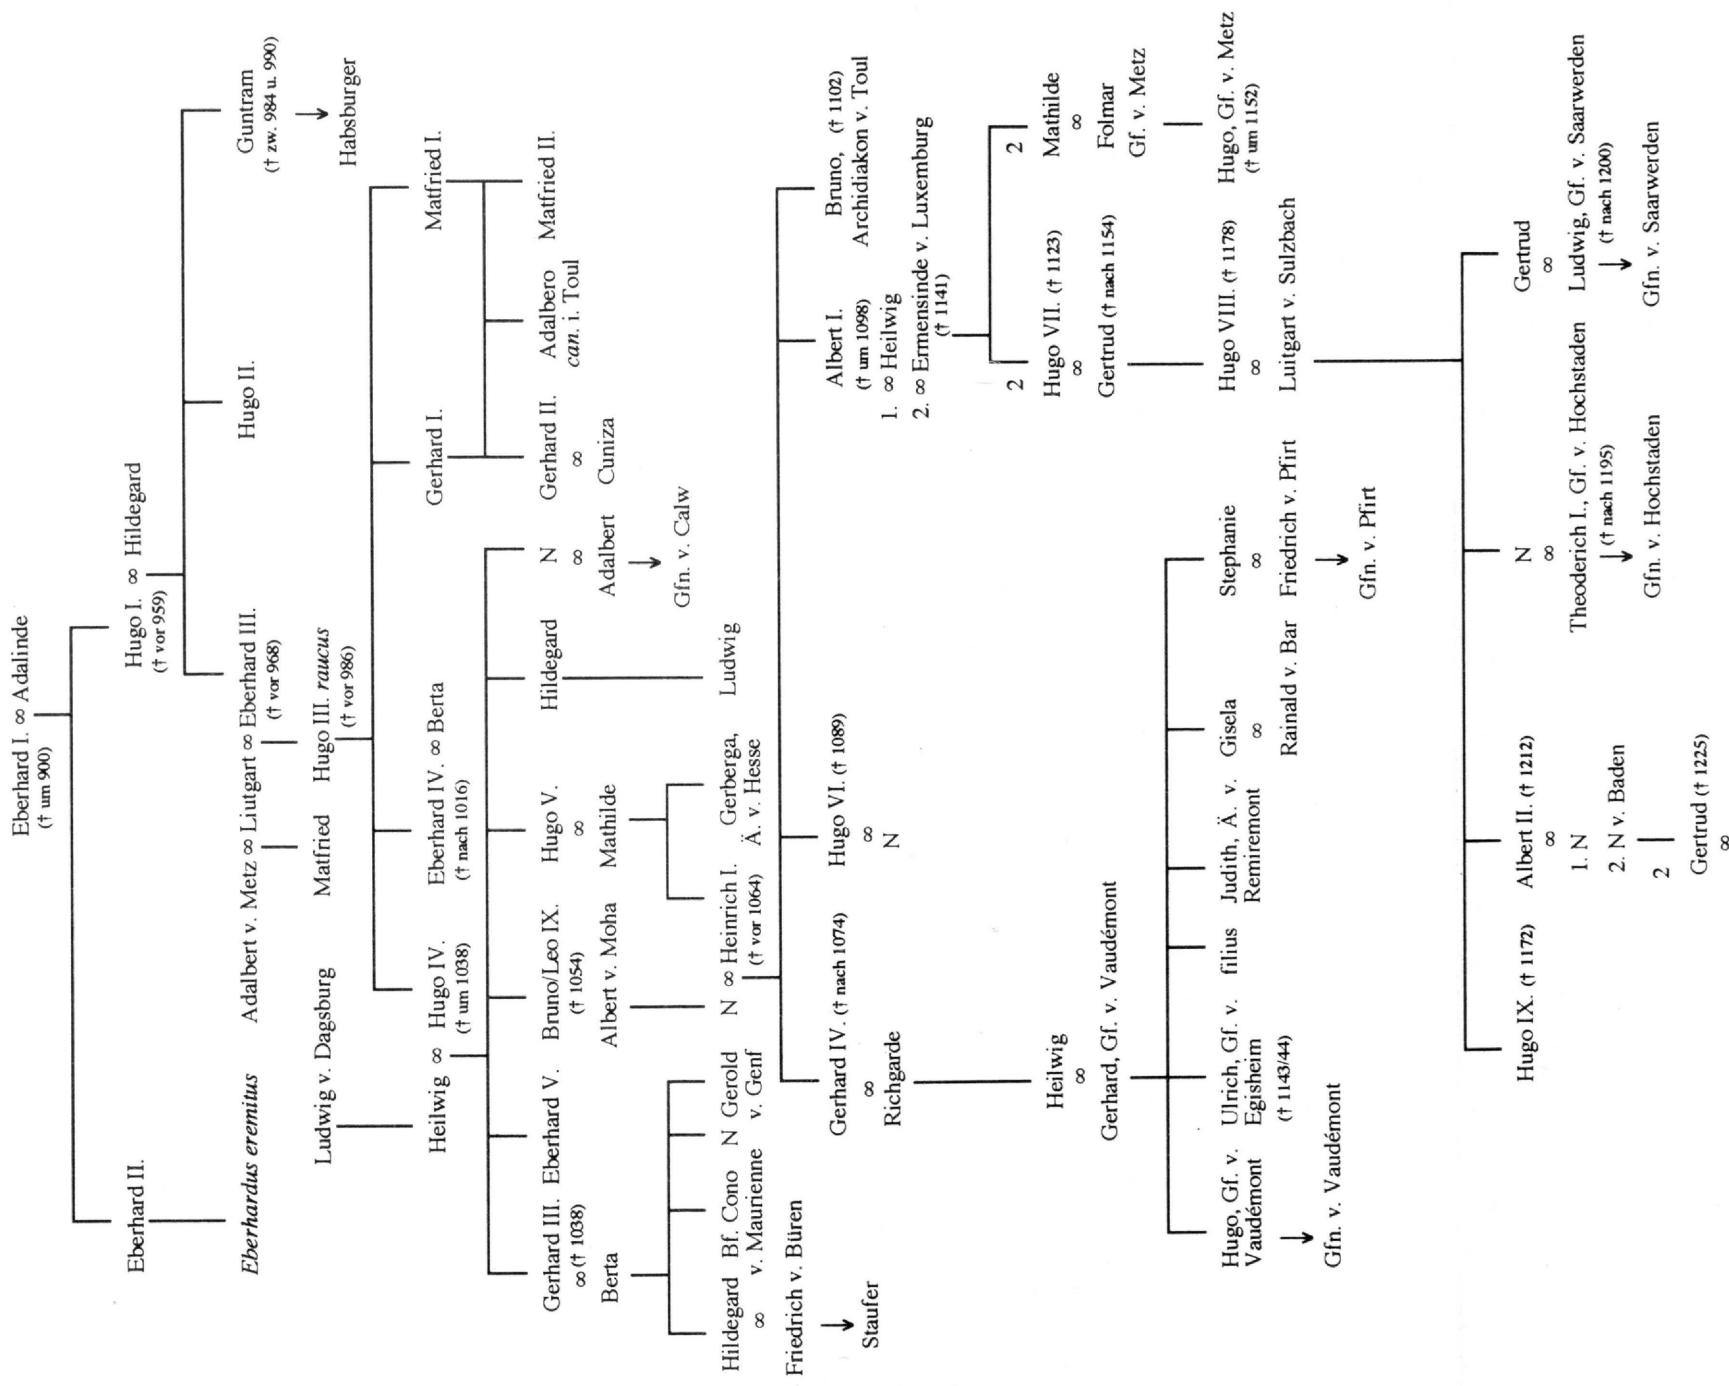 Eberhard I. ∞ Adalinde
(† um 900)
Eberhard II.
Hugo I. ∞ Hildegard
(† vor 959)
Eberhardus eremitus
Adalbert v. Metz ∞ Liutgart ∞ Eberhard III.
(† vor 968)
Hugo II.
Guntram
(† zw. 984 u. 990)
Habsburger
Ludwig v. Dagsburg
Matfried
Hugo III. raucus
(† vor 986)
Heilwig ∞ Hugo IV.
(† um 1038)
Eberhard IV. ∞ Berta
(† nach 1016)
Gerhard I.
Matfried I.
Gerhard III.
∞ († 1038)
Berta
Eberhard V.
Bruno/Leo IX.
(† 1054)
Hugo V.
∞
Mathilde
Hildegard
N
∞
Adalbert
Gfn. v. Calw
Gerhard II.
∞
Cuniza
Adalbero
can. i. Toul
Matfried II.
Albert v. Moha
Hildegard
∞
Friedrich v. Büren
Staufer
Bf. Cono
v. Maurienne
N
Gerold
v. Genf
N ∞ Heinrich I.
(† vor 1064)
Gerberga,
Ä. v. Hesse
Ludwig
Gerhard IV. († nach 1074)
∞
Richgarde
Hugo VI. († 1089)
∞
N
Albert I.
(† um 1098)
1. ∞ Heilwig
2. ∞ Ermensinde v. Luxemburg
(† 1141)
Bruno, († 1102)
Archidiakon v. Toul
Heilwig
∞
Gerhard, Gf. v. Vaudémont
2
Hugo VII. († 1123)
∞
Gertrud († nach 1154)
2
Mathilde
∞
Folmar
Gf. v. Metz
Hugo, Gf. v.
Vaudémont
Gfn. v. Vaudémont
Ulrich, Gf. v.
Egisheim
(† 1143/44)
filius
Judith, Ä. v.
Remiremont
Gisela
∞
Rainald v. Bar
Stephanie
∞
Friedrich v. Pfirt
Gfn. v. Pfirt
Hugo VIII. († 1178)
∞
Luitgart v. Sulzbach
Hugo, Gf. v. Metz
(† um 1152)
Hugo IX. († 1172)
Albert II. († 1212)
∞
1. N
2. N v. Baden
2
Gertrud († 1225)
∞
N
∞
Theoderich I., Gf. v. Hochstaden
(† nach 1195)
Gfn. v. Hochstaden
Gertrud
∞
Ludwig, Gf. v. Saarwerden
(† nach 1200)
Gfn. v. Saarwerden